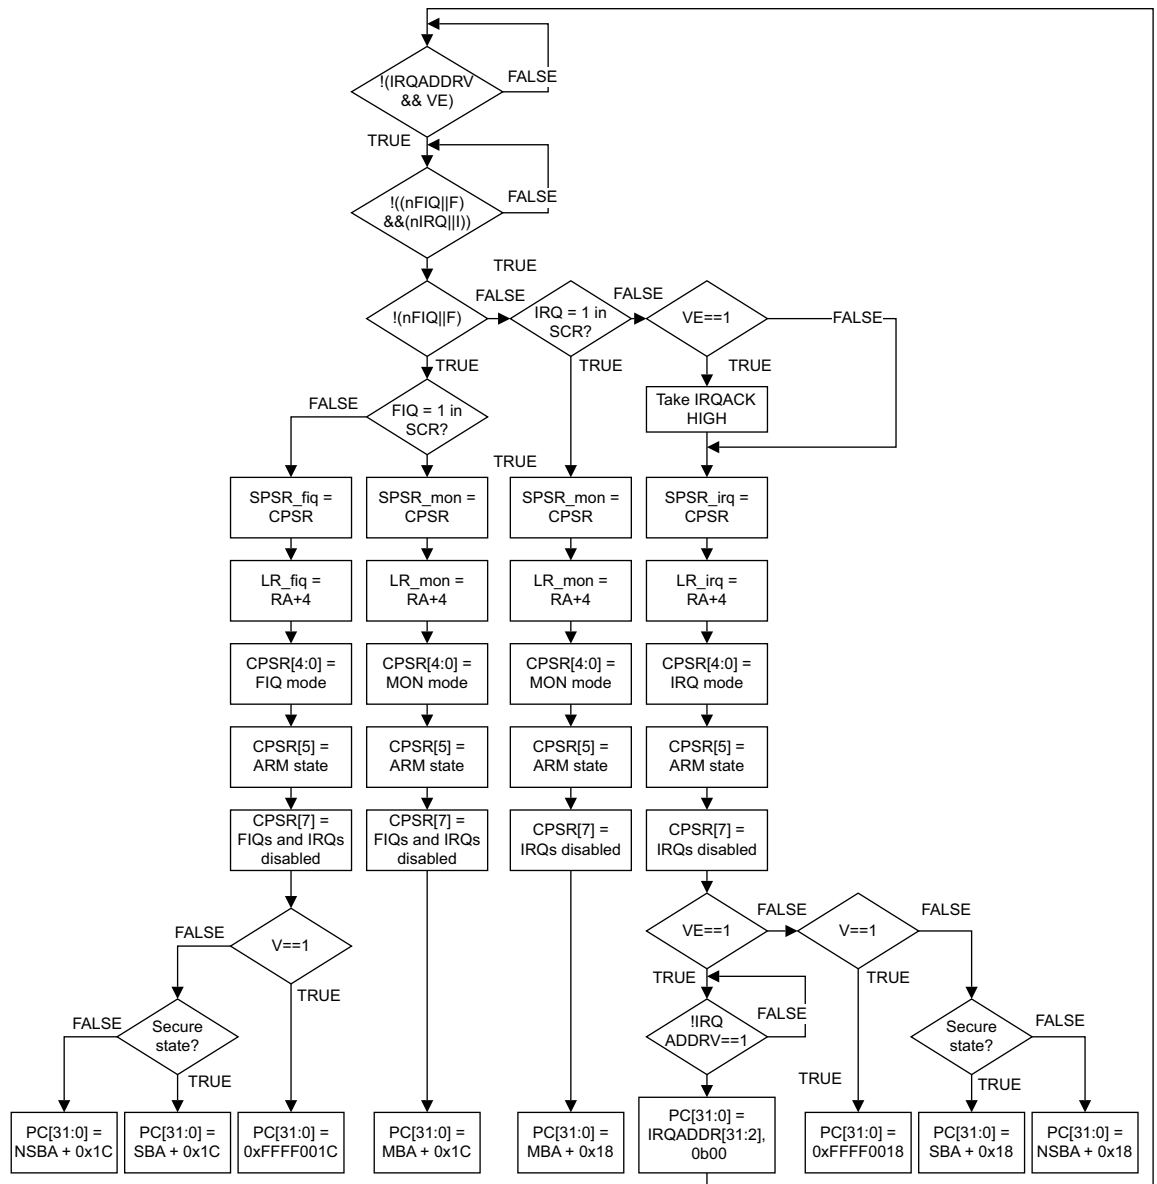 !(IRQADDRV
&& VE)
FALSE
TRUE
!((nFIQ||F)
&&(nIRQ||I))
FALSE
TRUE
!(nFIQ||F)
FALSE
IRQ = 1 in
SCR?
FALSE
VE==1
FALSE
TRUE
TRUE
TRUE
FALSE
FIQ = 1 in
SCR?
Take IRQACK
HIGH
TRUE
SPSR_fiq =
CPSR
SPSR_mon =
CPSR
SPSR_mon =
CPSR
SPSR_irq =
CPSR
LR_fiq =
RA+4
LR_mon =
RA+4
LR_mon =
RA+4
LR_irq =
RA+4
CPSR[4:0] =
FIQ mode
CPSR[4:0] =
MON mode
CPSR[4:0] =
MON mode
CPSR[4:0] =
IRQ mode
CPSR[5] =
ARM state
CPSR[5] =
ARM state
CPSR[5] =
ARM state
CPSR[5] =
ARM state
CPSR[7] =
FIQs and IRQs
disabled
CPSR[7] =
FIQs and IRQs
disabled
CPSR[7] =
IRQs disabled
CPSR[7] =
IRQs disabled
FALSE
V==1
TRUE
VE==1
FALSE
V==1
FALSE
TRUE
TRUE
FALSE
Secure
state?
TRUE
!IRQ
ADDRV==1
FALSE
TRUE
Secure
state?
FALSE
TRUE
PC[31:0] =
NSBA + 0x1C
PC[31:0] =
SBA + 0x1C
PC[31:0] =
0xFFFF001C
PC[31:0] =
MBA + 0x1C
PC[31:0] =
MBA + 0x18
PC[31:0] =
IRQADDR[31:2],
0b00
PC[31:0] =
0xFFFF0018
PC[31:0] =
SBA + 0x18
PC[31:0] =
NSBA + 0x18